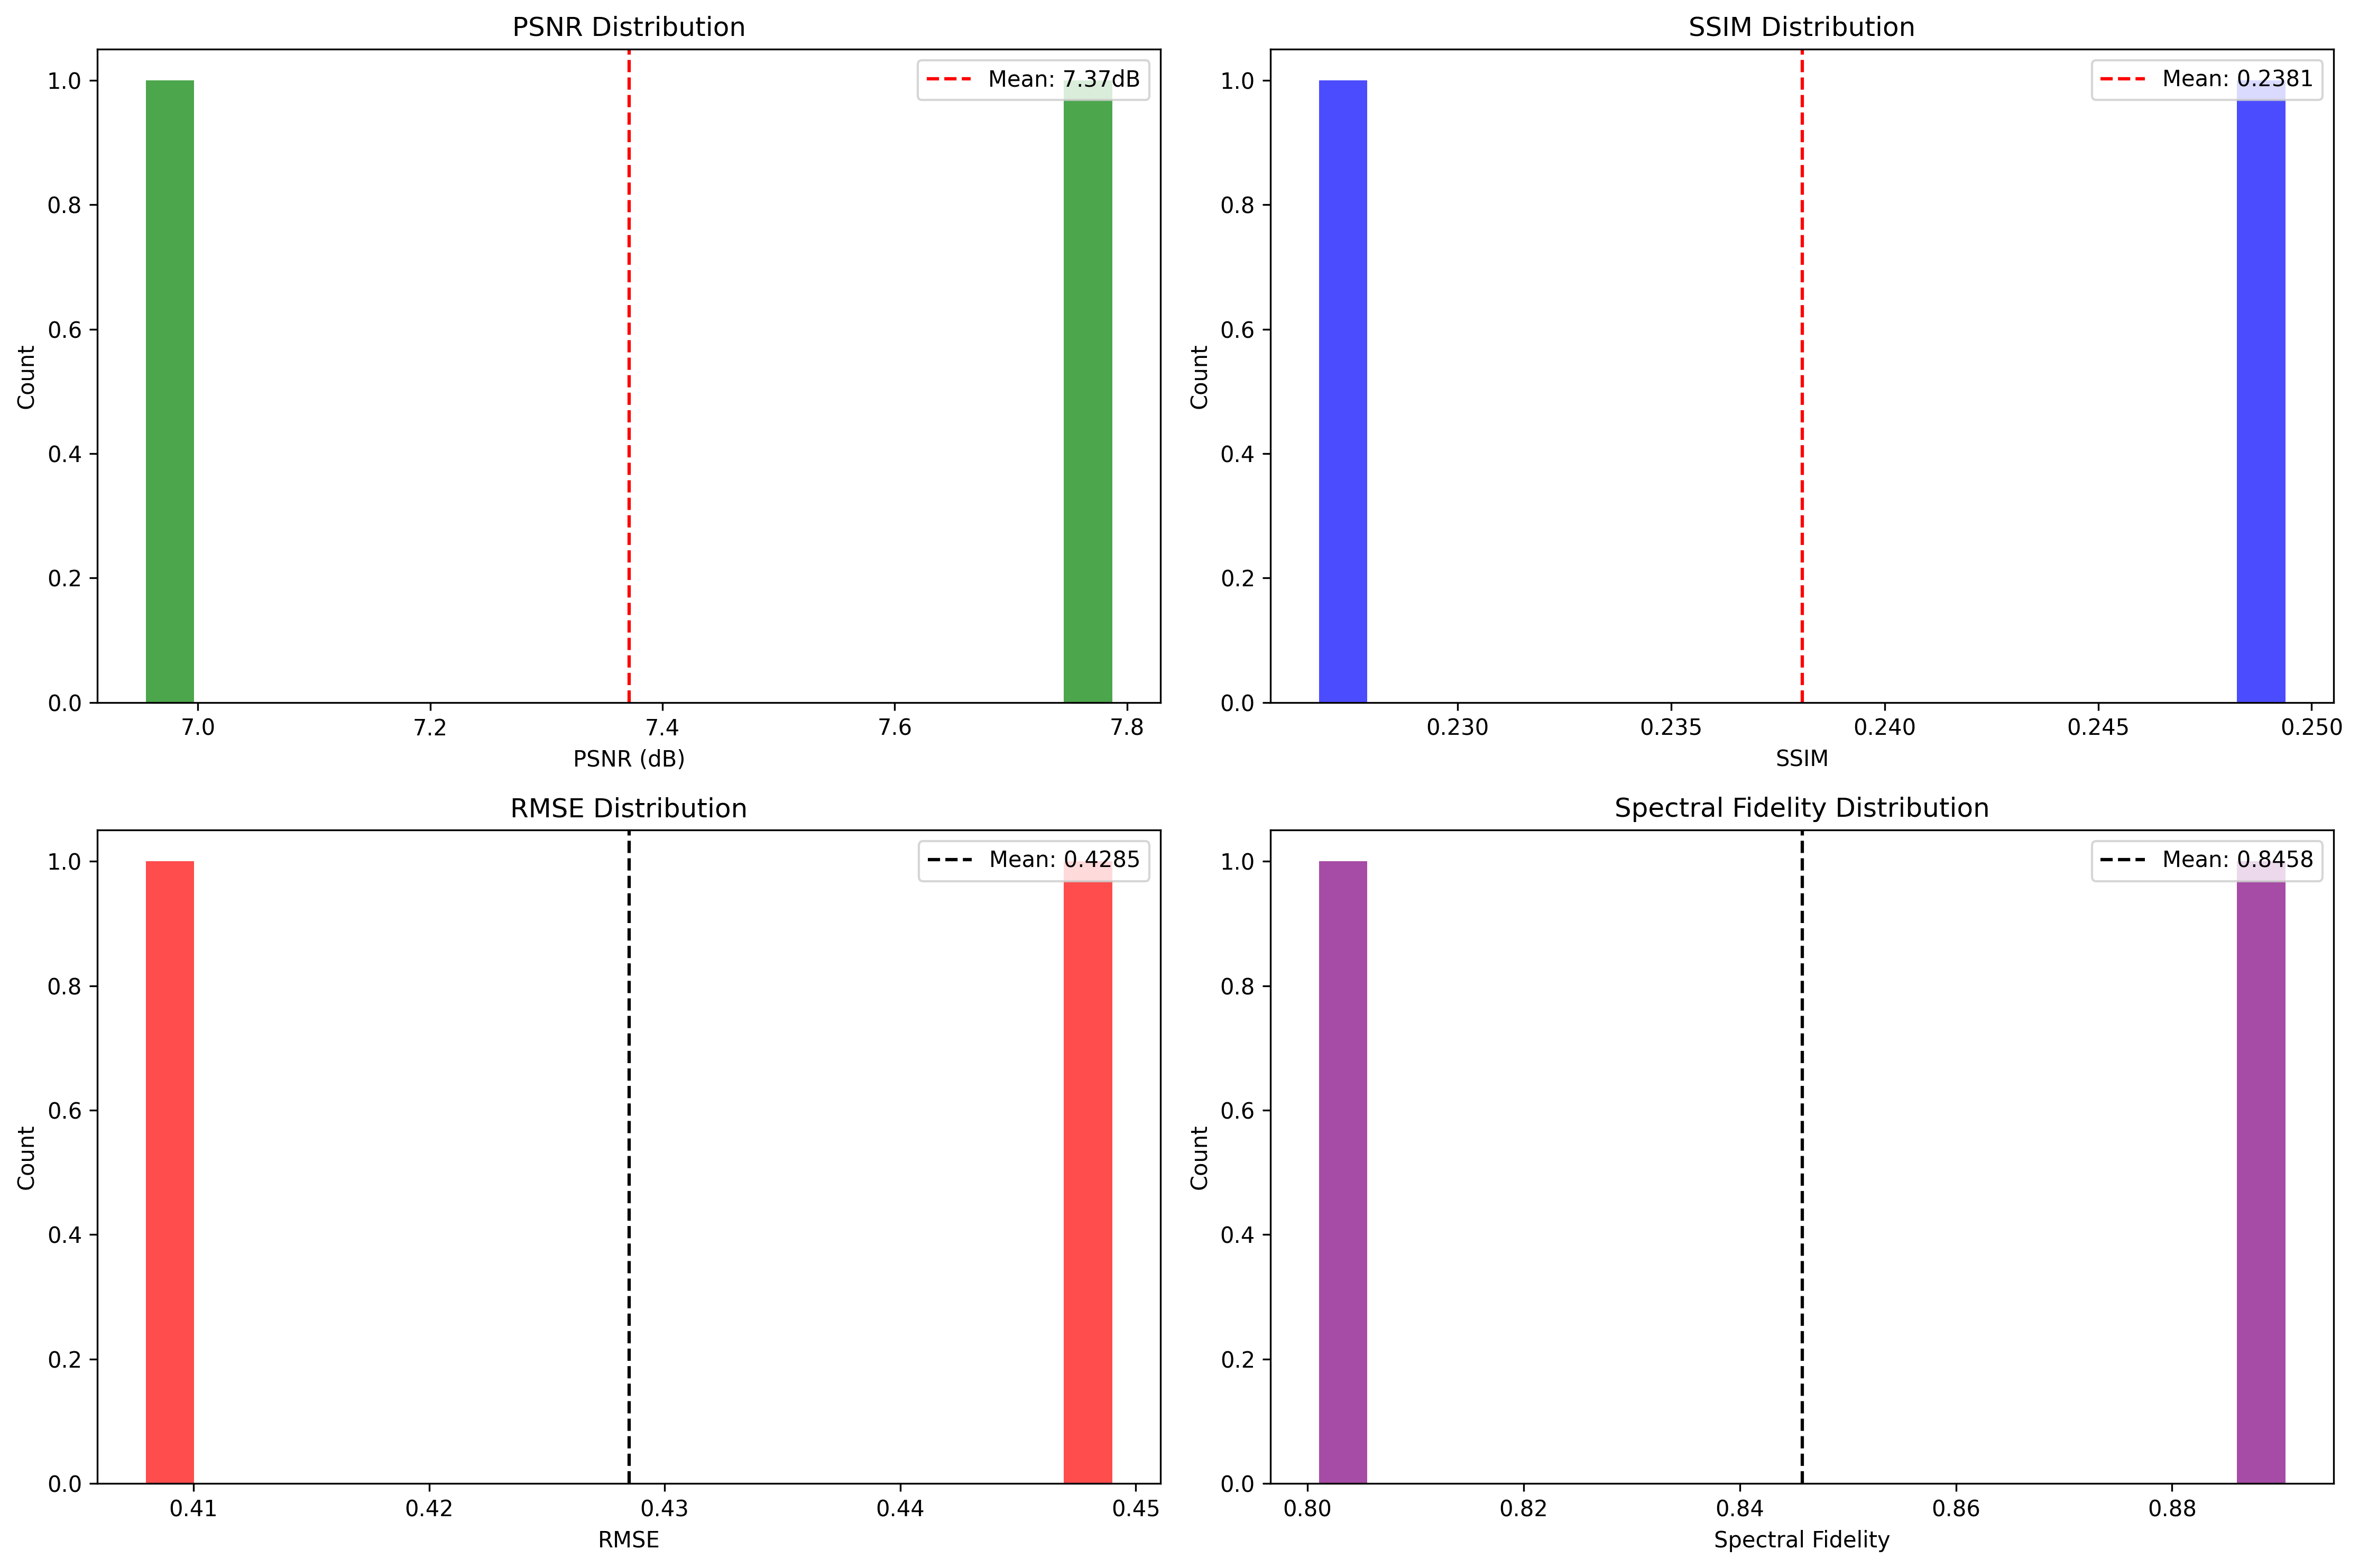 PSNR Distribution
Mean: 7.37dB
Count
1.0
0.8
0.6
0.4
0.2
0.0
7.0 7.2 7.4 7.6 7.8
PSNR (dB)
SSIM Distribution
Mean: 0.2381
Count
1.0
0.8
0.6
0.4
0.2
0.0
0.230 0.235 0.240 0.245 0.250
SSIM
RMSE Distribution
Mean: 0.4285
Count
1.0
0.8
0.6
0.4
0.2
0.0
0.41 0.42 0.43 0.44 0.45
RMSE
Spectral Fidelity Distribution
Mean: 0.8458
Count
1.0
0.8
0.6
0.4
0.2
0.0
0.80 0.82 0.84 0.86 0.88
Spectral Fidelity